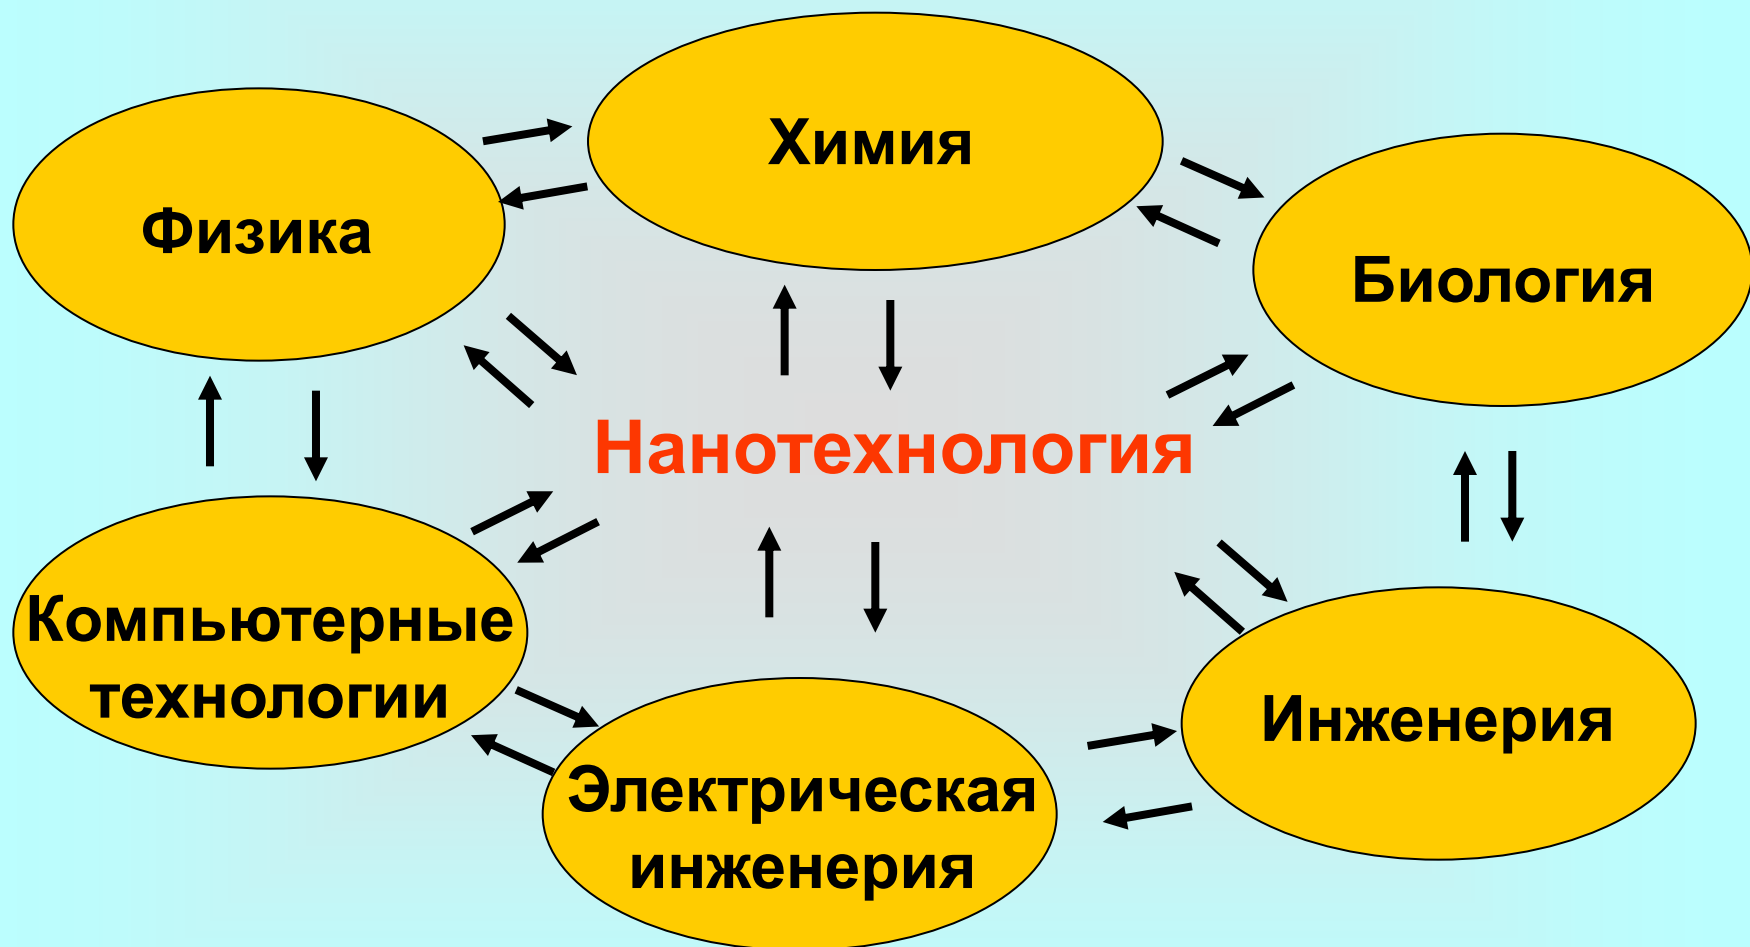 Химия
Физика
Биология
Нанотехнология
Компьютерные
технологии
Инженерия
Электрическая
инженерия